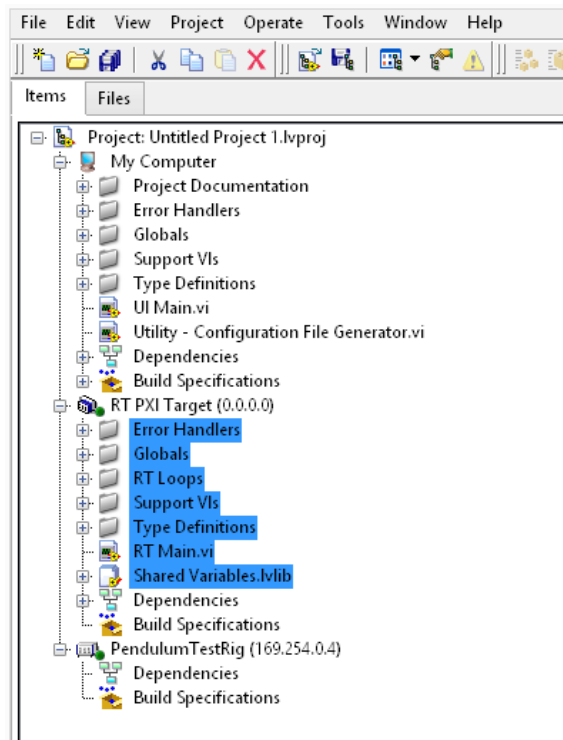 File Edit View Project Operate Tools Window Help
Items Files
Project: Untitled Project 1.lvproj
My Computer
Project Documentation
Error Handlers
Globals
Support VIs
Type Definitions
UI Main.vi
Utility - Configuration File Generator.vi
Dependencies
Build Specifications
RT PXI Target (0.0.0.0)
Error Handlers
Globals
RT Loops
Support VIs
Type Definitions
RT Main.vi
Shared Variables.lvlib
Dependencies
Build Specifications
PendulumTestRig (169.254.0.4)
Dependencies
Build Specifications